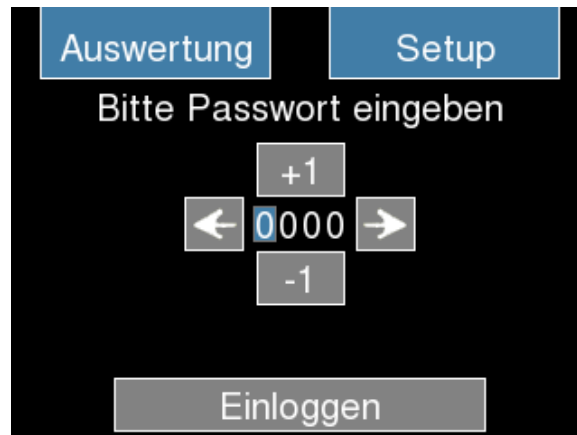 Auswertung Setup
Bitte Passwort eingeben
+1
0000
-1
Einloggen